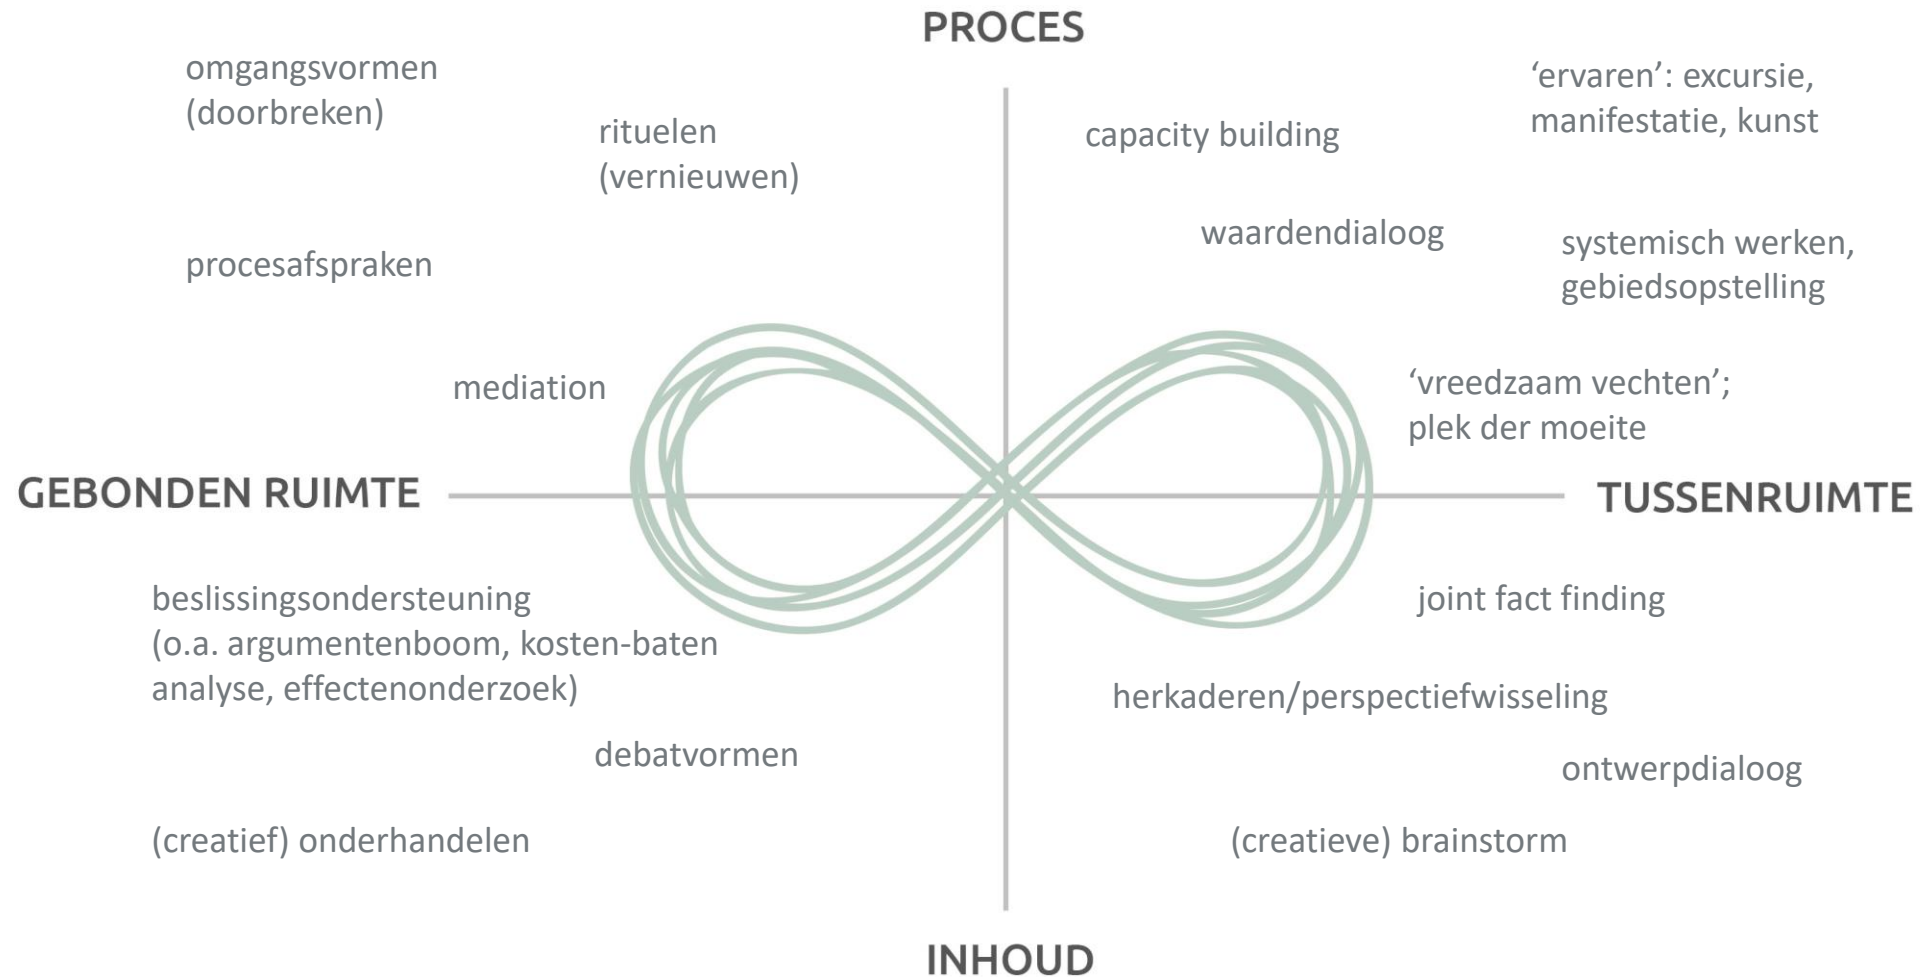 PROCES
omgangsvormen
(doorbreken)
rituelen
(vernieuwen)
procesafspraken
mediation
capacity building
‘ervaren’: excursie,
manifestatie, kunst
waardendialoog
systemisch werken,
gebiedsopstelling
‘vreedzaam vechten’;
plek der moeite
GEBONDEN RUIMTE
TUSSENRUIMTE
beslissingsondersteuning
(o.a. argumentenboom, kosten-baten
analyse, effectenonderzoek)
debatvormen
(creatief) onderhandelen
joint fact finding
herkaderen/perspectiefwisseling
ontwerpdialoog
(creatieve) brainstorm
INHOUD